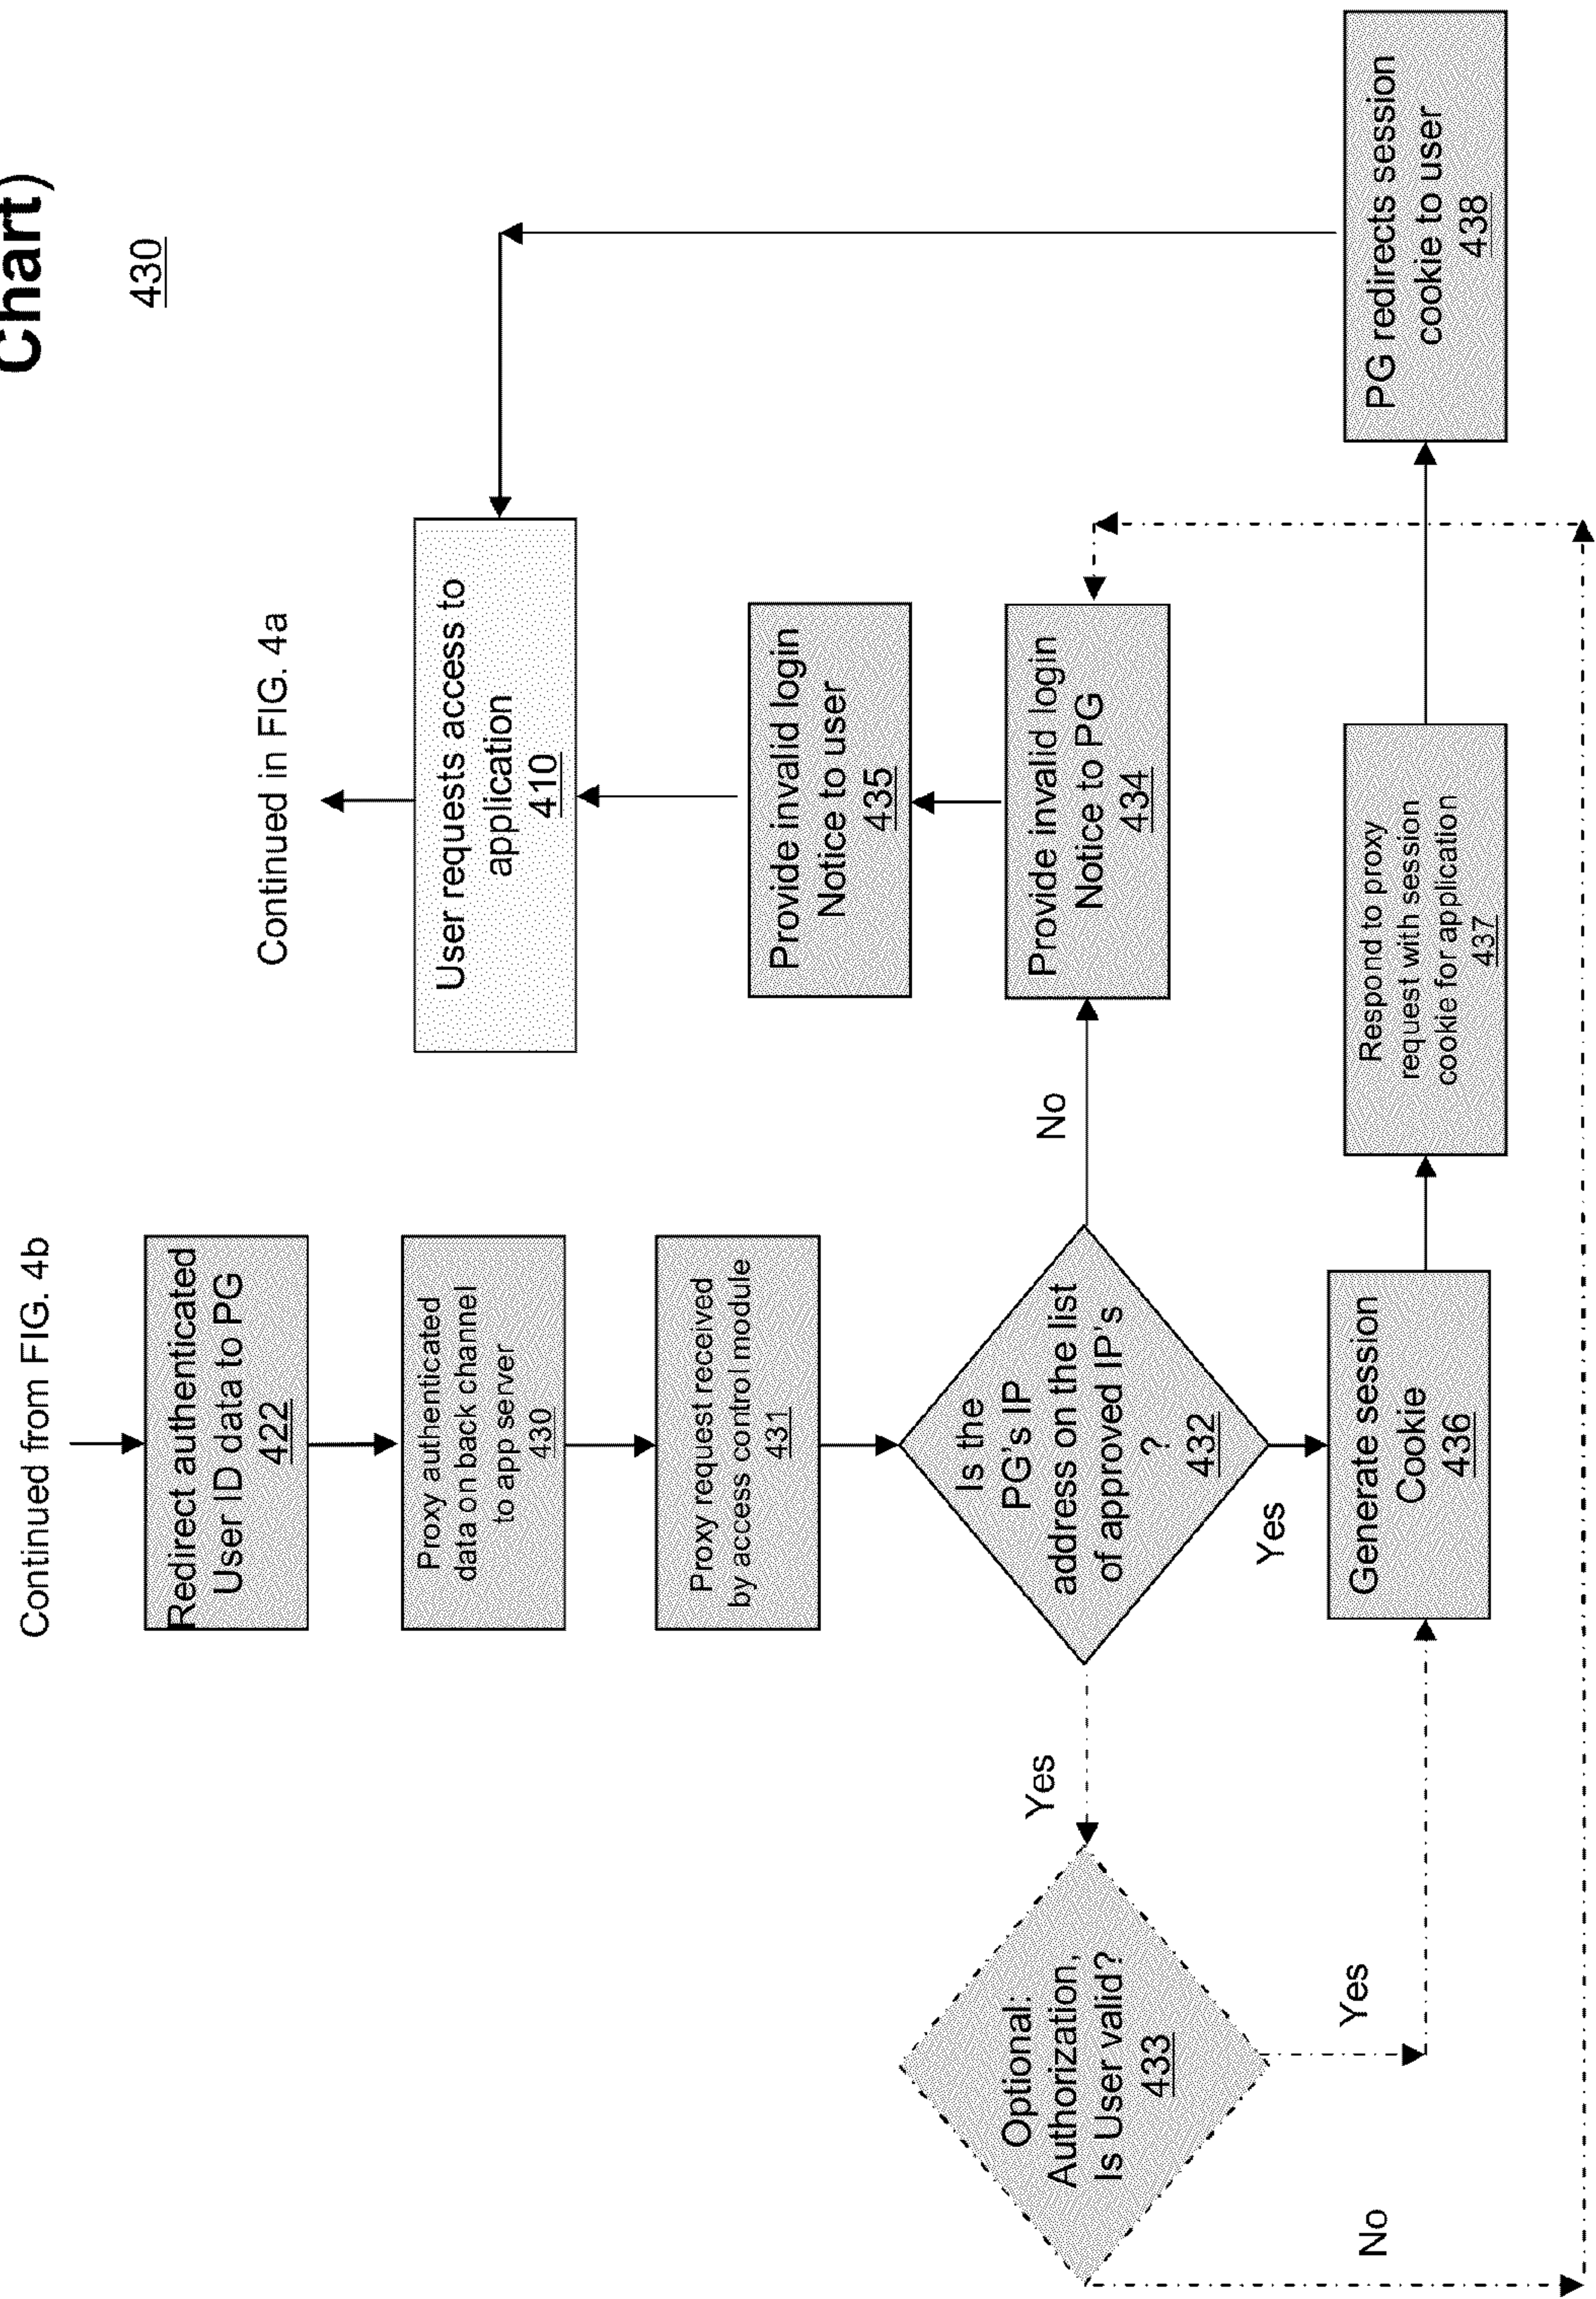 Chart)
430
Continued from FIG. 4b
Continued in FIG. 4a
Redirect authenticated
User ID data to PG
422
Proxy authenticated
data on back channel
to app server
430
Proxy request received
by access control module
431
Is the
PG's IP
address on the list
of approved IP's
?
432
No
Yes
Yes
Optional:
Authorization,
Is User valid?
433
Yes
No
User requests access to
application
410
Provide invalid login
Notice to user
435
Provide invalid login
Notice to PG
434
Generate session
Cookie
436
Respond to proxy
request with session
cookie for application
437
PG redirects session
cookie to user
438